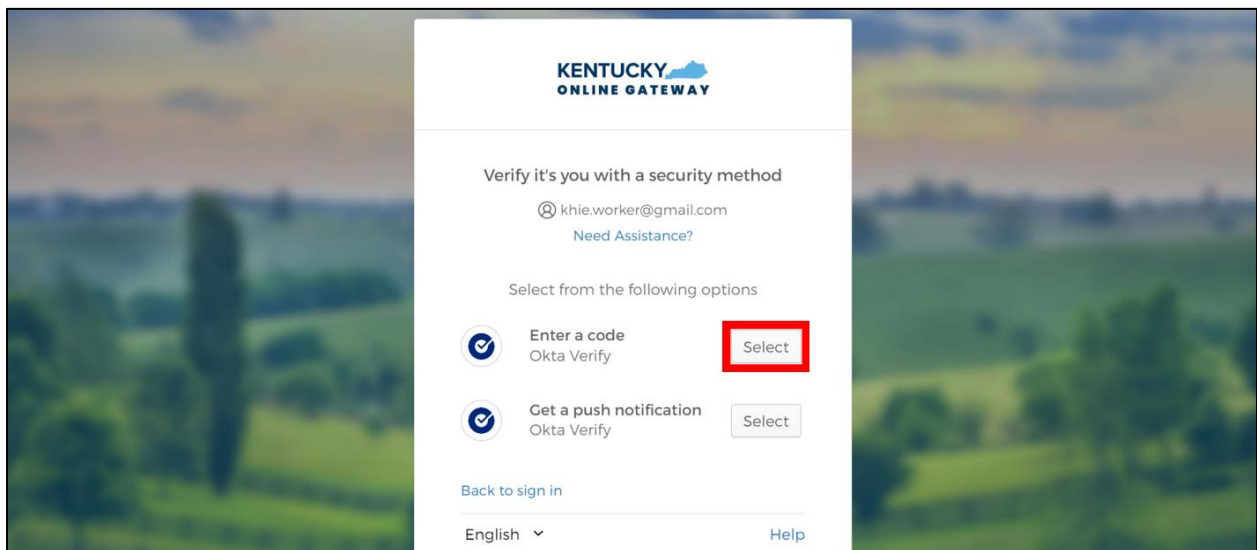 KENTUCKY
ONLINE GATEWAY
Verify it's you with a security method
khie.worker@gmail.com
Need Assistance?
Select from the following options
Enter a code
Okta Verify
Select
Get a push notification
Okta Verify
Select
Back to sign in
English
Help